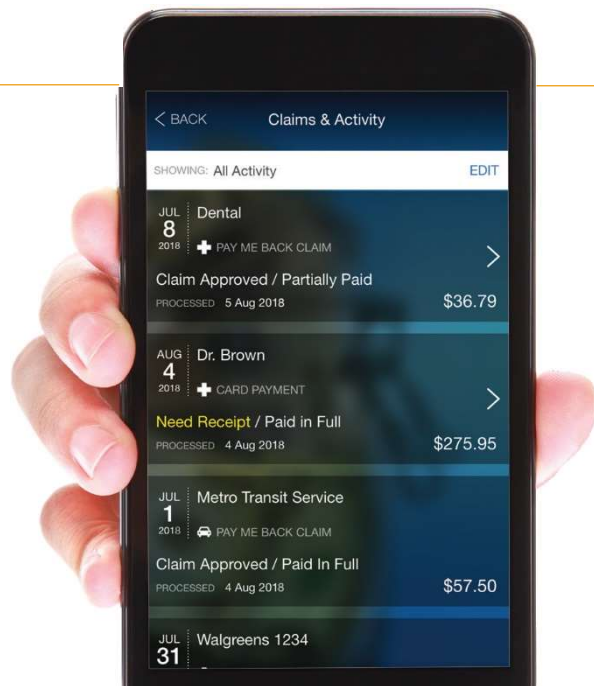 < BACK Claims & Activity
SHOWING: All Activity EDIT
JUL 8 2018 Dental
PAY ME BACK CLAIM
Claim Approved / Partially Paid
PROCESSED 5 Aug 2018 $36.79
AUG 4 2018 Dr. Brown
CARD PAYMENT
Need Receipt / Paid in Full
PROCESSED 4 Aug 2018 $275.95
JUL 1 2018 Metro Transit Service
PAY ME BACK CLAIM
Claim Approved / Paid In Full
PROCESSED 4 Aug 2018 $57.50
JUL 31 Walgreens 1234